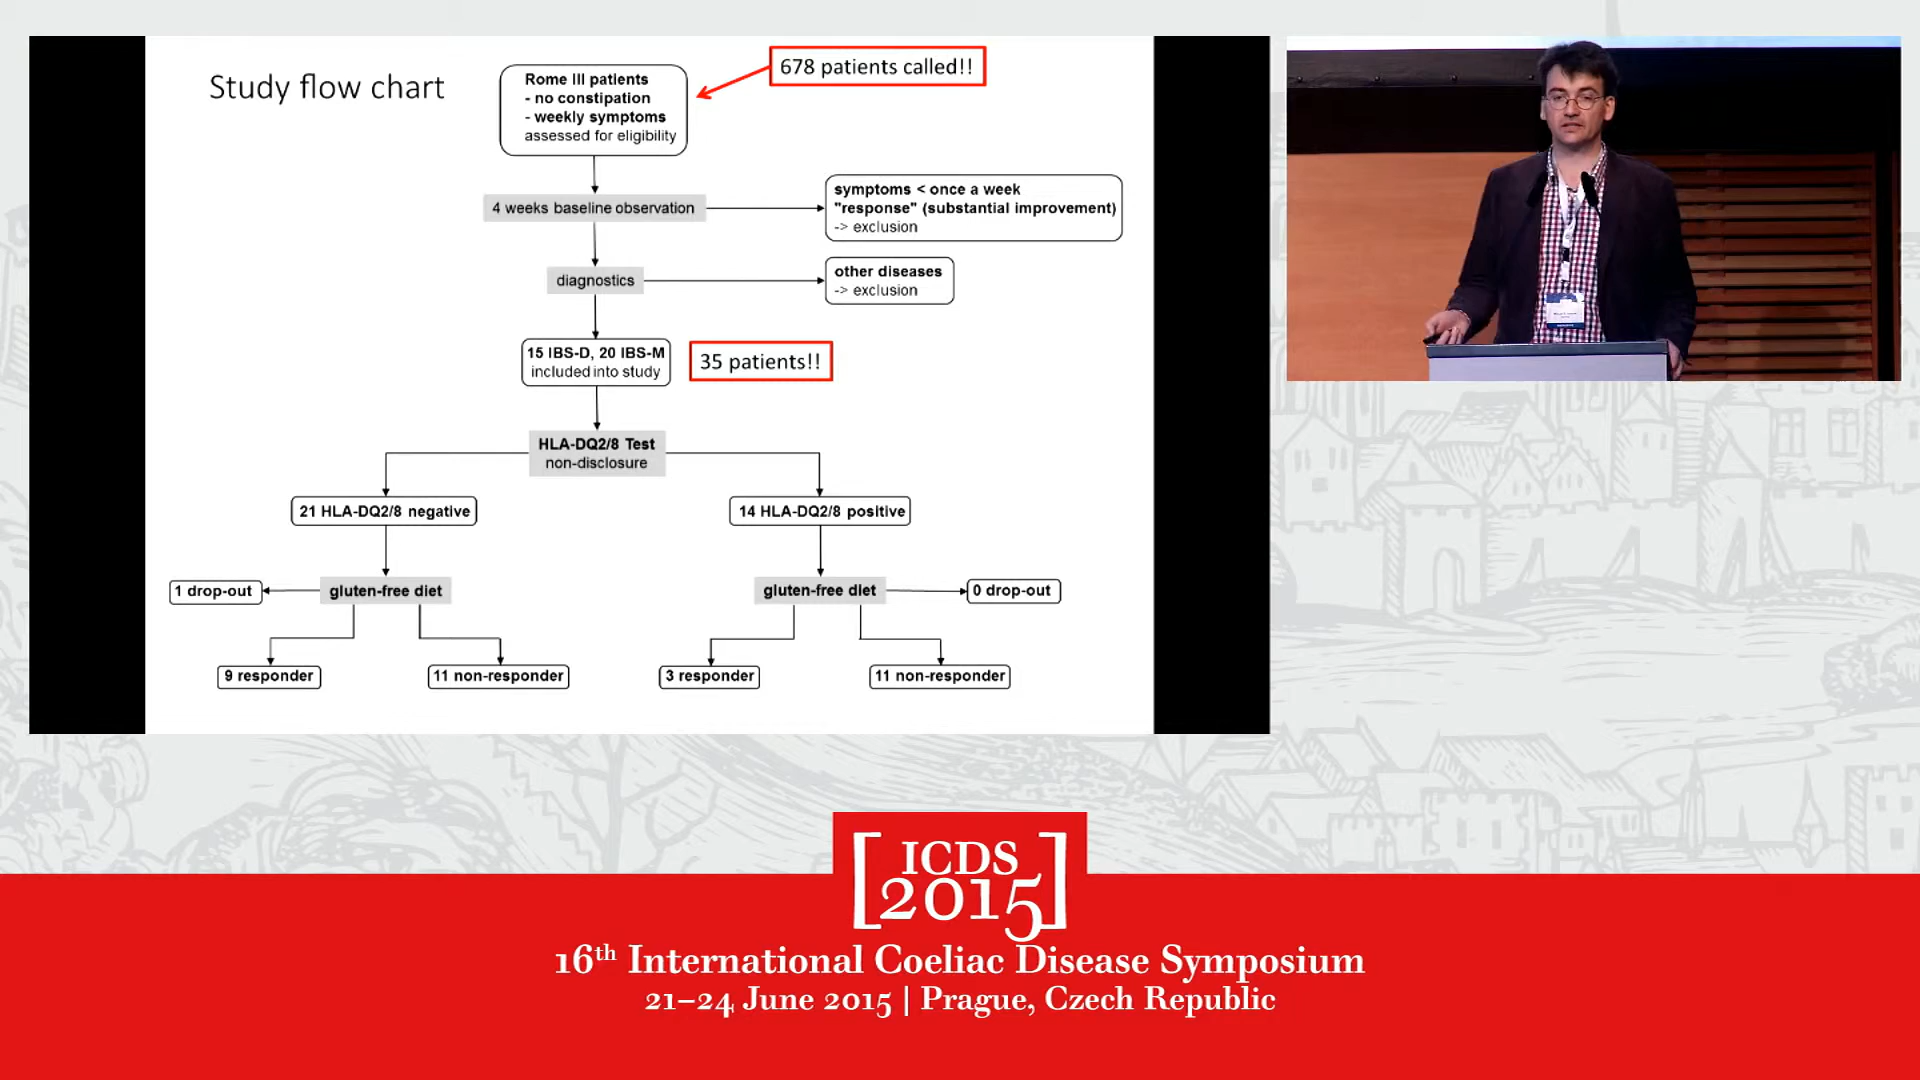 Study flow chart
678 patients called!!
Rome III patients
- no constipation
- weekly symptoms
assessed for eligibility
4 weeks baseline observation
symptoms < once a week
"response" (substantial improvement)
-> exclusion
diagnostics
other diseases
-> exclusion
15 IBS-D, 20 IBS-M
included into study
35 patients!!
HLA-DQ2/8 Test
non-disclosure
21 HLA-DQ2/8 negative
14 HLA-DQ2/8 positive
1 drop-out
gluten-free diet
gluten-free diet
0 drop-out
9 responder
11 non-responder
3 responder
11 non-responder
[ICDS
2015]
16th International Coeliac Disease Symposium
21–24 June 2015 | Prague, Czech Republic